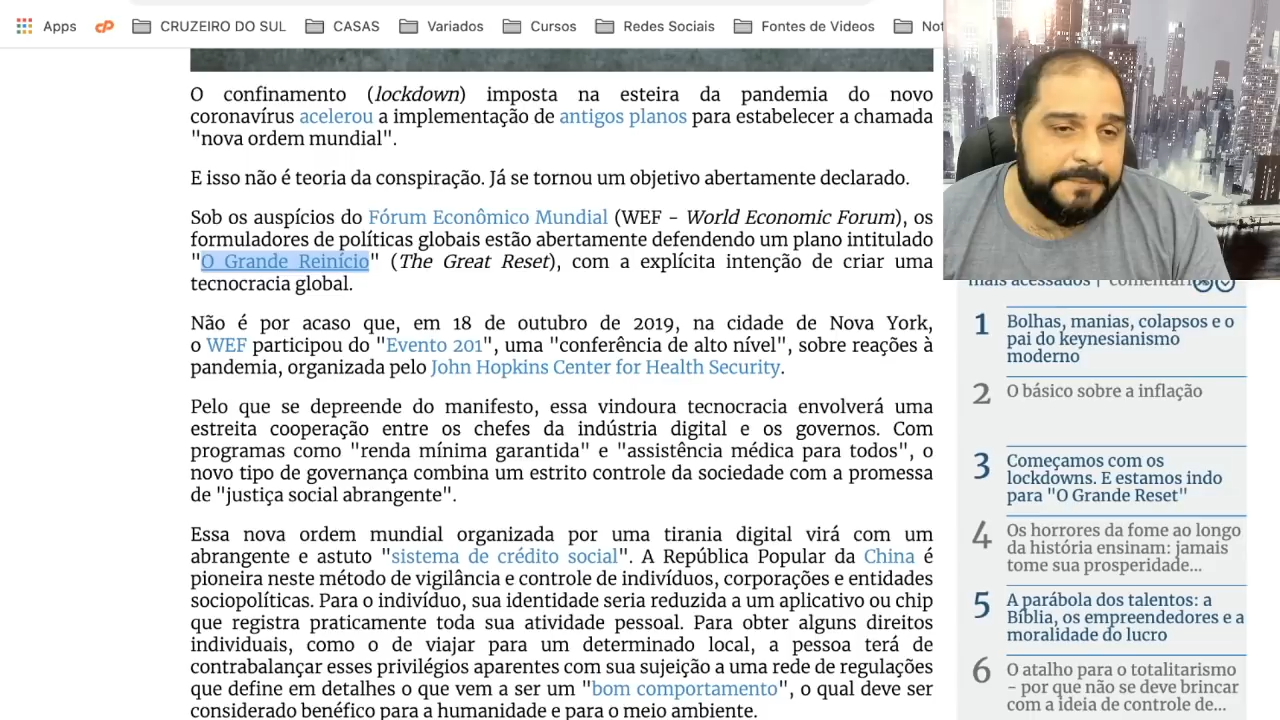 Apps CRUZEIRO DO SUL CASAS Variados Cursos Redes Sociais Fontes de Videos Not
O confinamento (lockdown) imposta na esteira da pandemia do novo
coronavírus acelerou a implementação de antigos planos para estabelecer a chamada
"nova ordem mundial".
E isso não é teoria da conspiração. Já se tornou um objetivo abertamente declarado.
Sob os auspícios do Fórum Econômico Mundial (WEF - World Economic Forum), os
formuladores de políticas globais estão abertamente defendendo um plano intitulado
"O Grande Reinício" (The Great Reset), com a explícita intenção de criar uma
tecnocracia global.
Não é por acaso que, em 18 de outubro de 2019, na cidade de Nova York,
o WEF participou do "Evento 201", uma "conferência de alto nível", sobre reações à
pandemia, organizada pelo John Hopkins Center for Health Security.
Pelo que se depreende do manifesto, essa vindoura tecnocracia envolverá uma
estreita cooperação entre os chefes da indústria digital e os governos. Com
programas como "renda mínima garantida" e "assistência médica para todos", o
novo tipo de governança combina um estrito controle da sociedade com a promessa
de "justiça social abrangente".
Essa nova ordem mundial organizada por uma tirania digital virá com um
abrangente e astuto "sistema de crédito social". A República Popular da China é
pioneira neste método de vigilância e controle de indivíduos, corporações e entidades
sociopolíticas. Para o indivíduo, sua identidade seria reduzida a um aplicativo ou chip
que registra praticamente toda sua atividade pessoal. Para obter alguns direitos
individuais, como o de viajar para um determinado local, a pessoa terá de
contrabalançar esses privilégios aparentes com sua sujeição a uma rede de regulações
que define em detalhes o que vem a ser um "bom comportamento", o qual deve ser
considerado benéfico para a humanidade e para o meio ambiente.
mais acessados | comentários
1 Bolhas, manias, colapsos e o
pai do keynesianismo
moderno
2 O básico sobre a inflação
3 Começamos com os
lockdowns. E estamos indo
para "O Grande Reset"
4 Os horrores da fome ao longo
da história ensinam: jamais
tome sua prosperidade...
5 A parábola dos talentos: a
Bíblia, os empreendedores e a
moralidade do lucro
6 O atalho para o totalitarismo
- por que não se deve brincar
com a ideia de controle de...